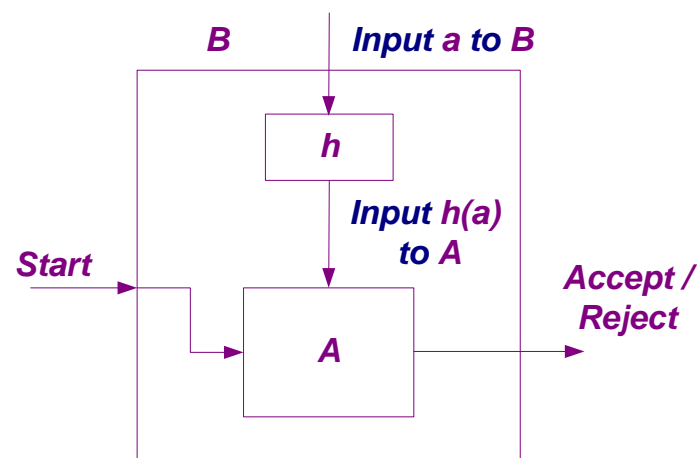 B
Input a to B
h
Input h(a)
to A
Start
Accept /
Reject
A